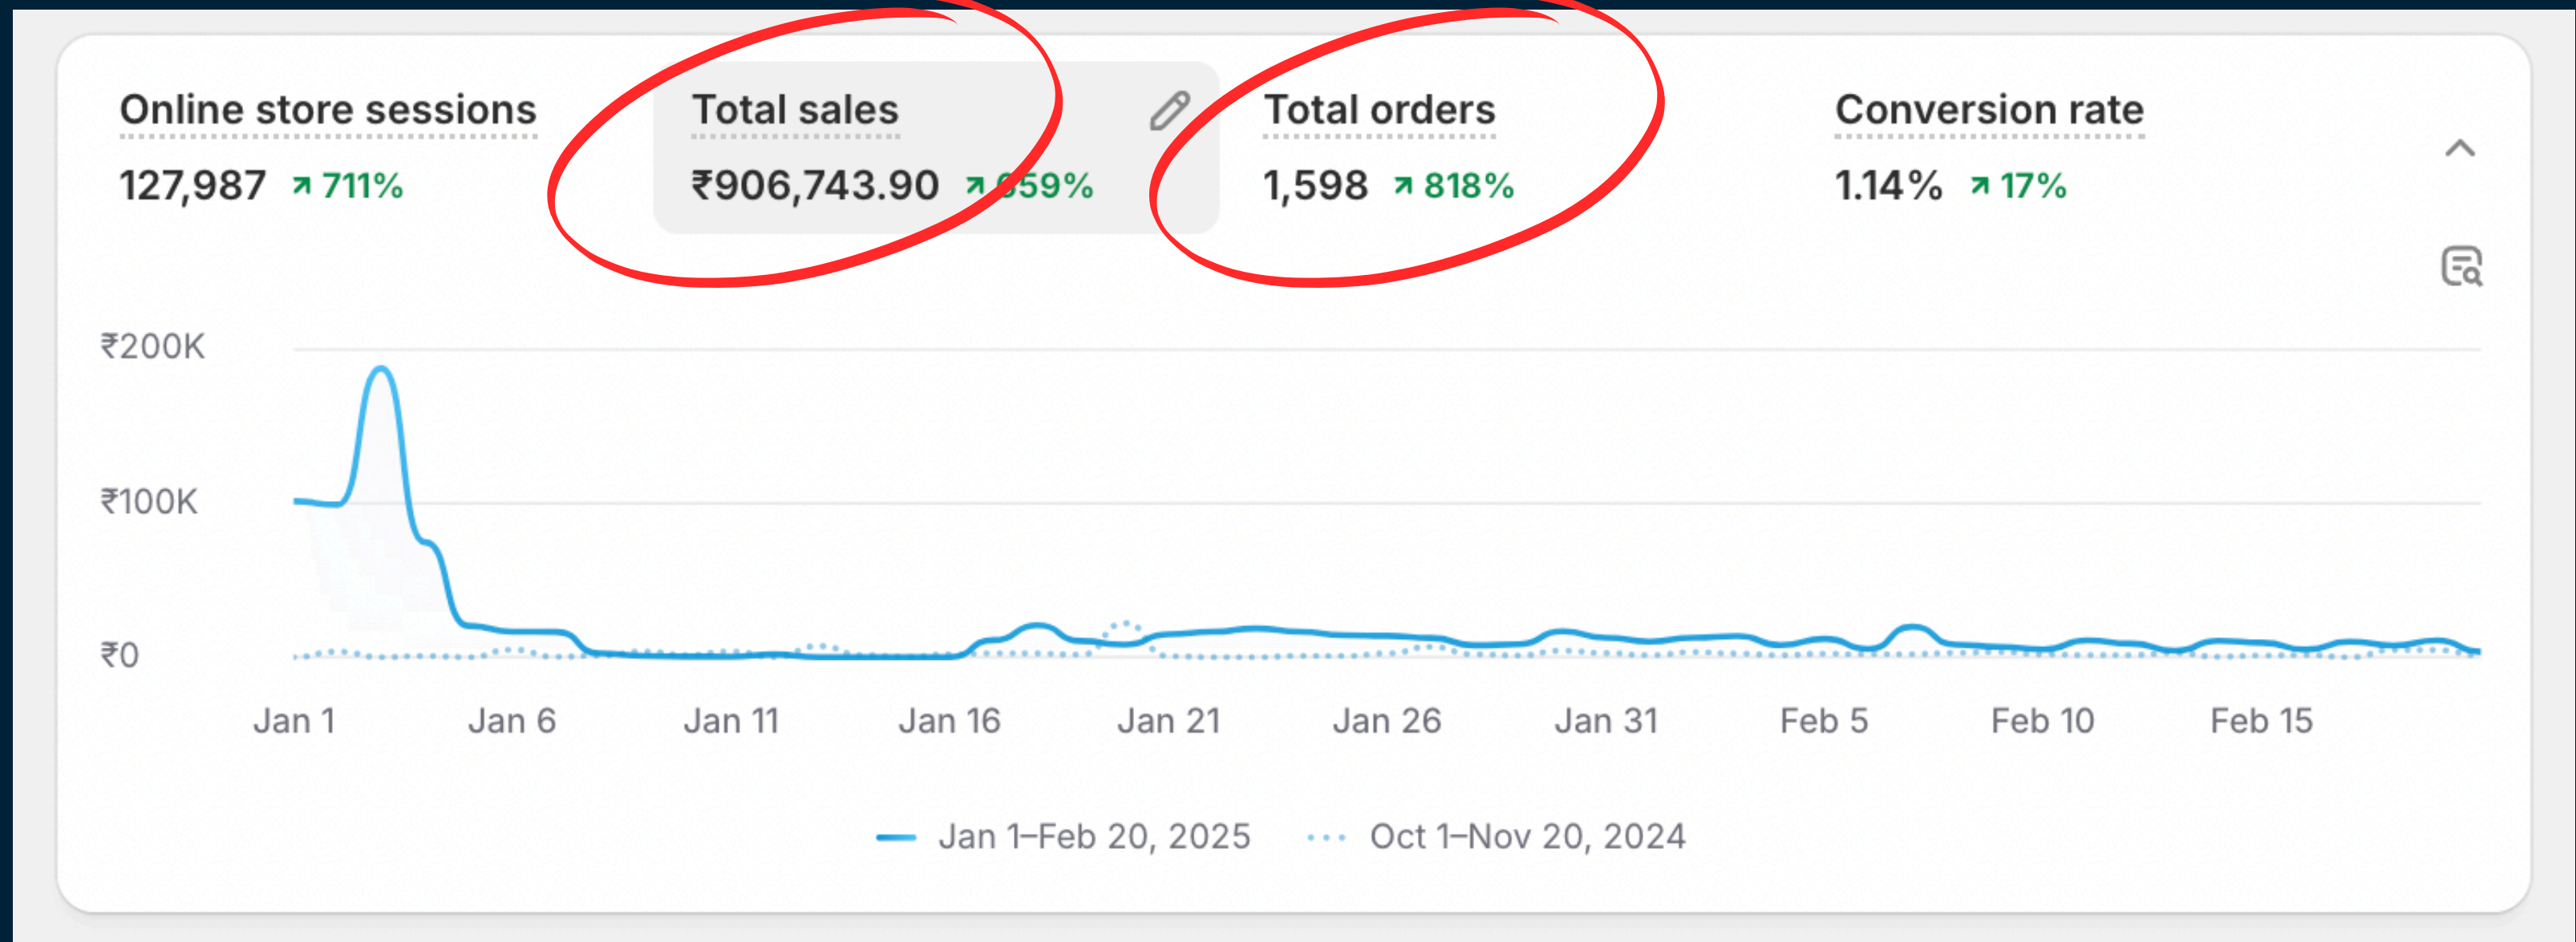 Online store sessions
127,987 711%
Total sales
₹906,743.90 659%
Total orders
1,598 818%
Conversion rate
1.14% 17%
₹200K
₹100K
₹0
Jan 1 Jan 6 Jan 11 Jan 16 Jan 21 Jan 26 Jan 31 Feb 5 Feb 10 Feb 15
Jan 1–Feb 20, 2025 Oct 1–Nov 20, 2024